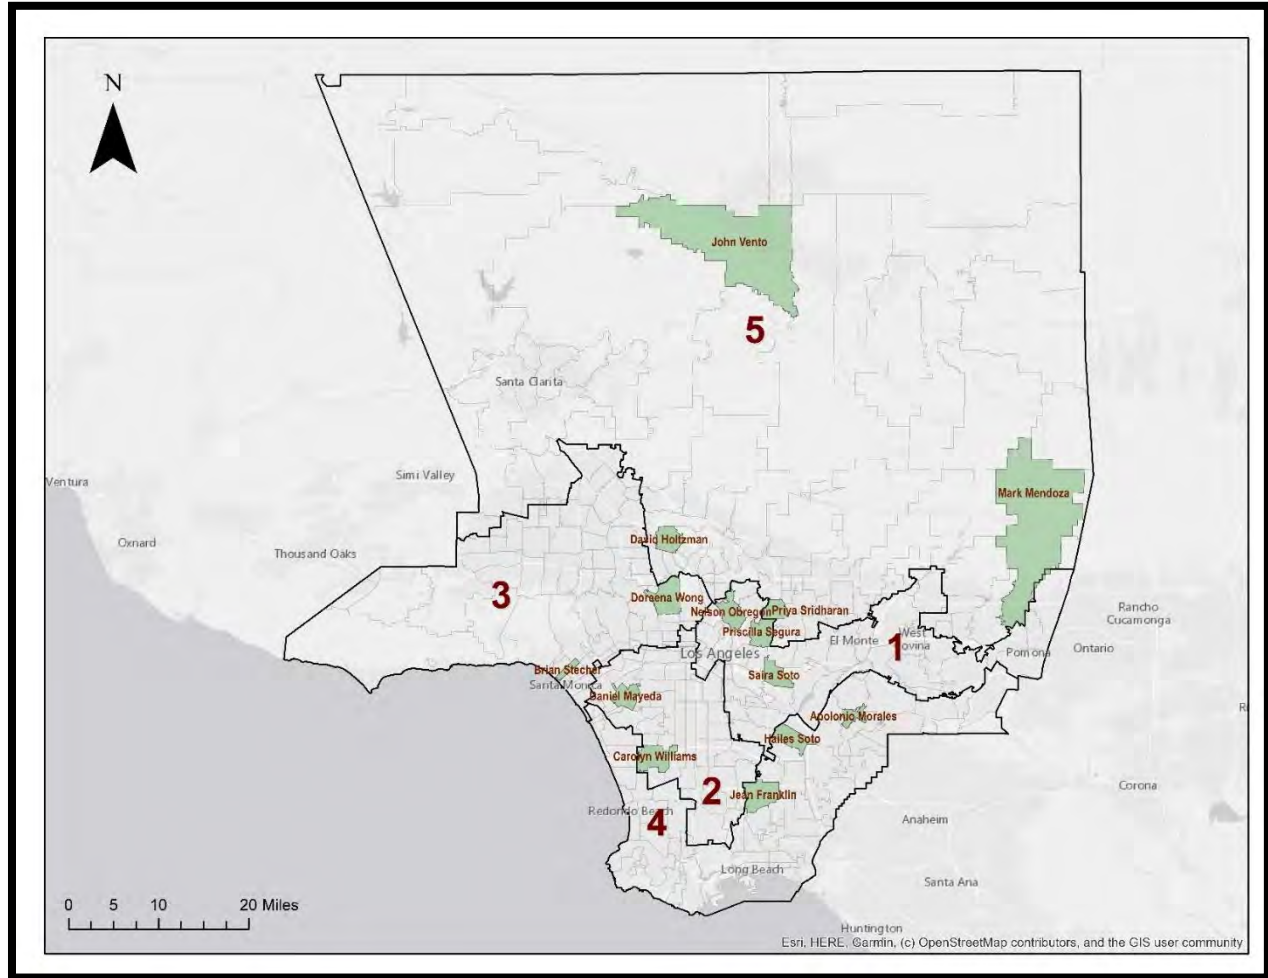 N
John Vento
5
Santa Clarita
Ventura
Simi Valley
Mark Mendoza
Oxnard
Thousand Oaks
David Holtzman
3
Doreena Wong
Nelson Obregon
Priya Sridharan
Priscilla Segura
Rancho
Cucamonga
El Monte
West
Covina
1
Los Angeles
Pomona
Ontario
Brian Stecher
Santa Monica
Saira Soto
Daniel Mayeda
Apolonio Morales
Hailes Soto
Carolyn Williams
2
Jean Franklin
Corona
Redondo Beach
4
Anaheim
Long Beach
Santa Ana
0 5 10 20 Miles
Huntington
Esri, HERE, Garmin, (c) OpenStreetMap contributors, and the GIS user community